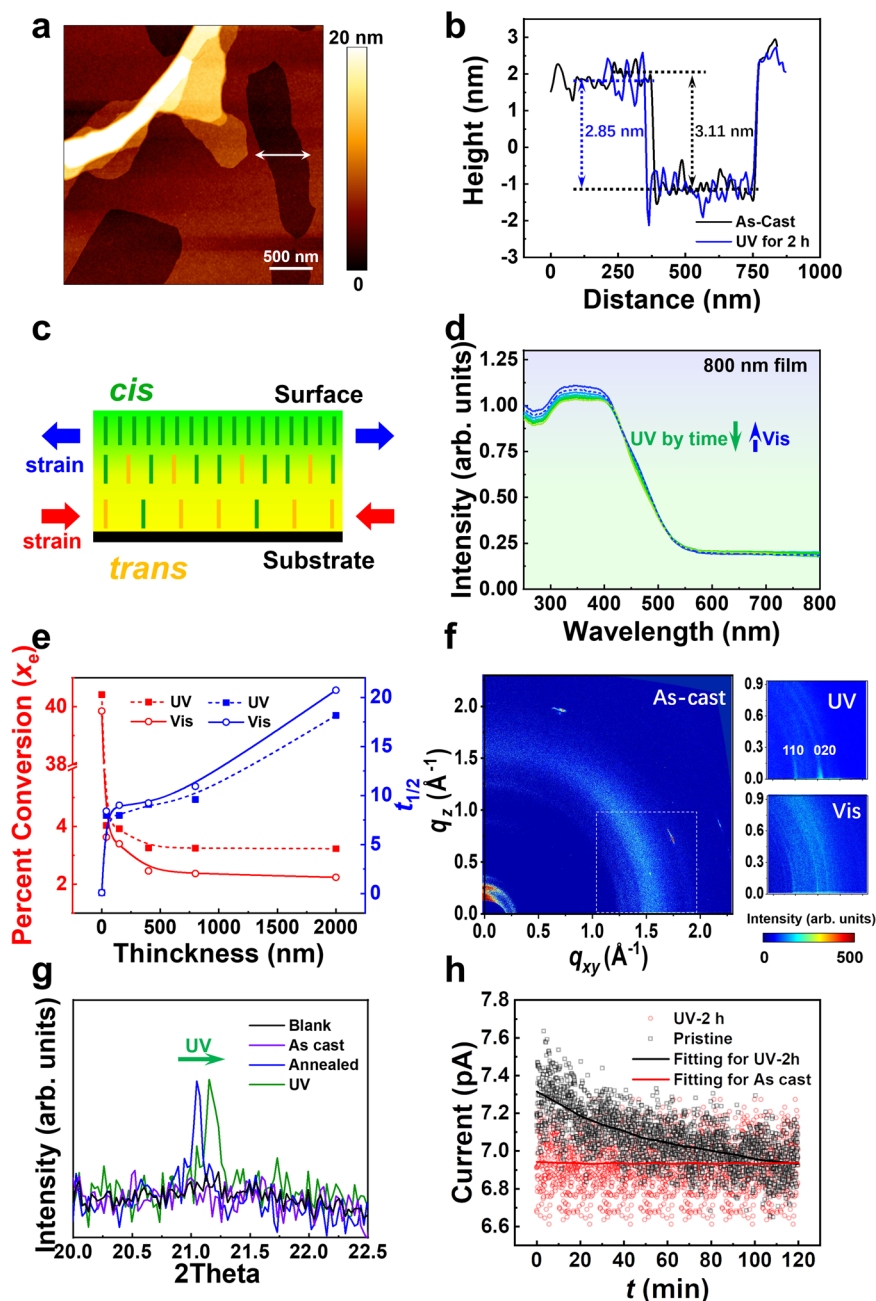 a
20 nm
500 nm
0
b
Height (nm)
3
2
1
0
-1
-2
-3
2.85 nm
3.11 nm
As-Cast
UV for 2 h
0 250 500 750 1000
Distance (nm)
c
cis
Surface
strain
strain
trans
Substrate
d
Intensity (arb. units)
1.25
1.00
0.75
0.50
0.25
0.00
800 nm film
UV by time
Vis
300 400 500 600 700 800
Wavelength (nm)
e
Percent Conversion (xe)
40
38
4
2
UV UV
Vis Vis
20
15
10
5
0
t1/2
0 500 1000 1500 2000
Thinckness (nm)
f
As-cast
qz (Å-1)
2.0
1.5
1.0
0.5
0.0
0.0 0.5 1.0 1.5 2.0
qxy (Å-1)
UV
0.9
0.6
0.3
0.0
110 020
Vis
0.9
0.6
0.3
0.0
Intensity (arb. units)
0 500
g
Intensity (arb. units)
UV
Blank
As cast
Annealed
UV
20.0 20.5 21.0 21.5 22.0 22.5
2Theta
h
Current (pA)
7.8
7.6
7.4
7.2
7.0
6.8
6.6
UV-2 h
Pristine
Fitting for UV-2h
Fitting for As cast
0 20 40 60 80 100 120
t (min)